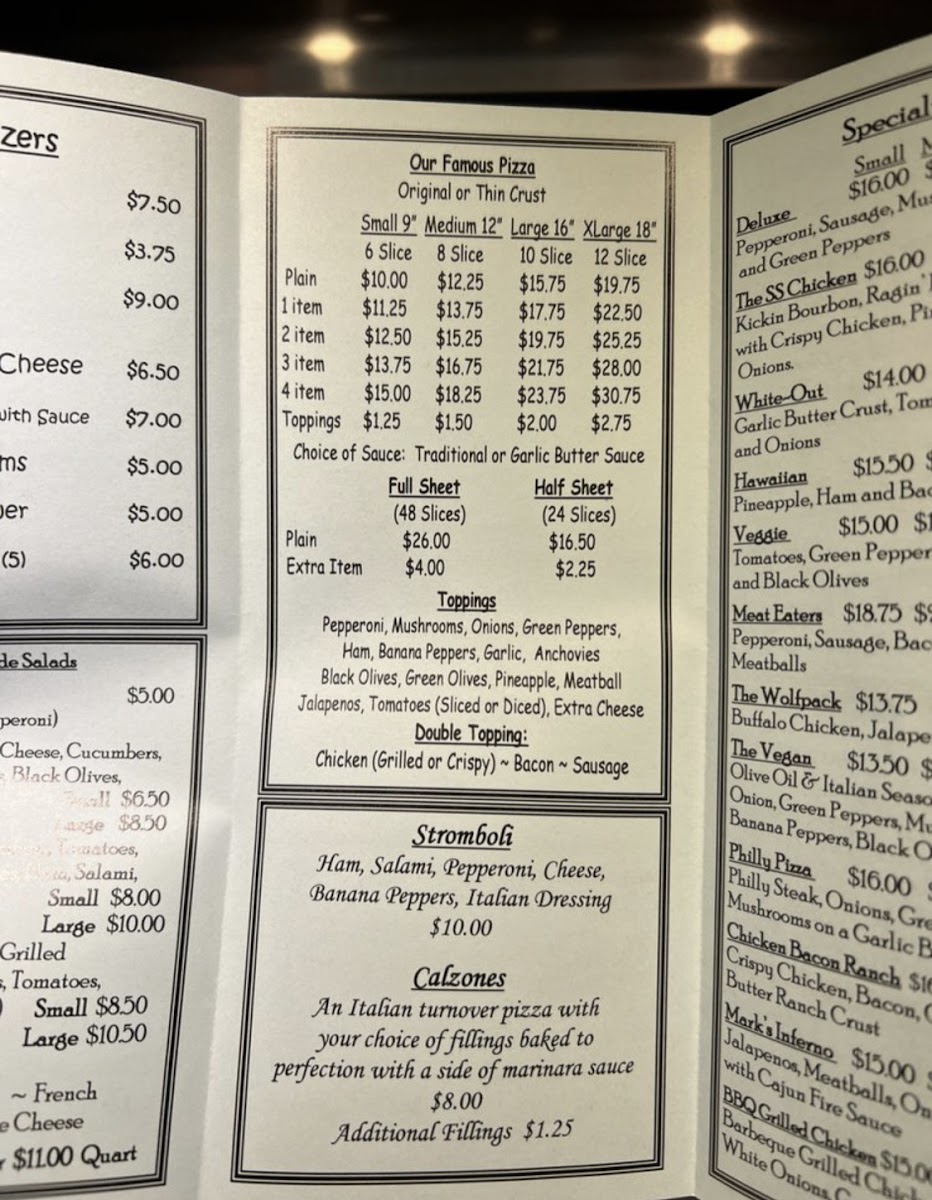 zers
$7.50
$3.75
$9.00
Cheese $6.50
with Sauce $7.00
ms $5.00
per $5.00
(5) $6.00
de Salads
$5.00
peroni)
Cheese, Cucumbers,
Black Olives,
Small $6.50
Large $8.50
Tomatoes,
Salami,
Small $8.00
Large $10.00
Grilled
s, Tomatoes,
) Small $8.50
Large $10.50
~ French
e Cheese
r $11.00 Quart
Our Famous Pizza
Original or Thin Crust
Small 9" Medium 12" Large 16" XLarge 18"
6 Slice 8 Slice 10 Slice 12 Slice
Plain $10.00 $12.25 $15.75 $19.75
1 item $11.25 $13.75 $17.75 $22.50
2 item $12.50 $15.25 $19.75 $25.25
3 item $13.75 $16.75 $21.75 $28.00
4 item $15.00 $18.25 $23.75 $30.75
Toppings $1.25 $1.50 $2.00 $2.75
Choice of Sauce: Traditional or Garlic Butter Sauce
Full Sheet Half Sheet
(48 Slices) (24 Slices)
Plain $26.00 $16.50
Extra Item $4.00 $2.25
Toppings
Pepperoni, Mushrooms, Onions, Green Peppers,
Ham, Banana Peppers, Garlic, Anchovies
Black Olives, Green Olives, Pineapple, Meatball
Jalapenos, Tomatoes (Sliced or Diced), Extra Cheese
Double Topping:
Chicken (Grilled or Crispy) ~ Bacon ~ Sausage
Stromboli
Ham, Salami, Pepperoni, Cheese,
Banana Peppers, Italian Dressing
$10.00
Calzones
An Italian turnover pizza with
your choice of fillings baked to
perfection with a side of marinara sauce
$8.00
Additional Fillings $1.25
Special
Small M
Deluxe $16.00 $
Pepperoni, Sausage, Mus
and Green Peppers
The SS Chicken $16.00
Kickin Bourbon, Ragin'
with Crispy Chicken, Pi
Onions.
White-Out $14.00
Garlic Butter Crust, Tom
and Onions
Hawaiian $15.50 $
Pineapple, Ham and Bac
Veggie $15.00 $1
Tomatoes, Green Pepper
and Black Olives
Meat Eaters $18.75 $
Pepperoni, Sausage, Bac
Meatballs
The Wolfpack $13.75
Buffalo Chicken, Jalape
The Vegan $13.50 $
Olive Oil & Italian Seaso
Onion, Green Peppers, Mu
Banana Peppers, Black O
Philly Pizza $16.00 $
Philly Steak, Onions, Gre
Mushrooms on a Garlic B
Chicken Bacon Ranch $16
Crispy Chicken, Bacon,
Butter Ranch Crust
Mark's Inferno $15.00 $
Jalapenos, Meatballs, On
with Cajun Fire Sauce
BBQ Grilled Chicken $15.0
Barbeque Grilled Chick
White Onions,